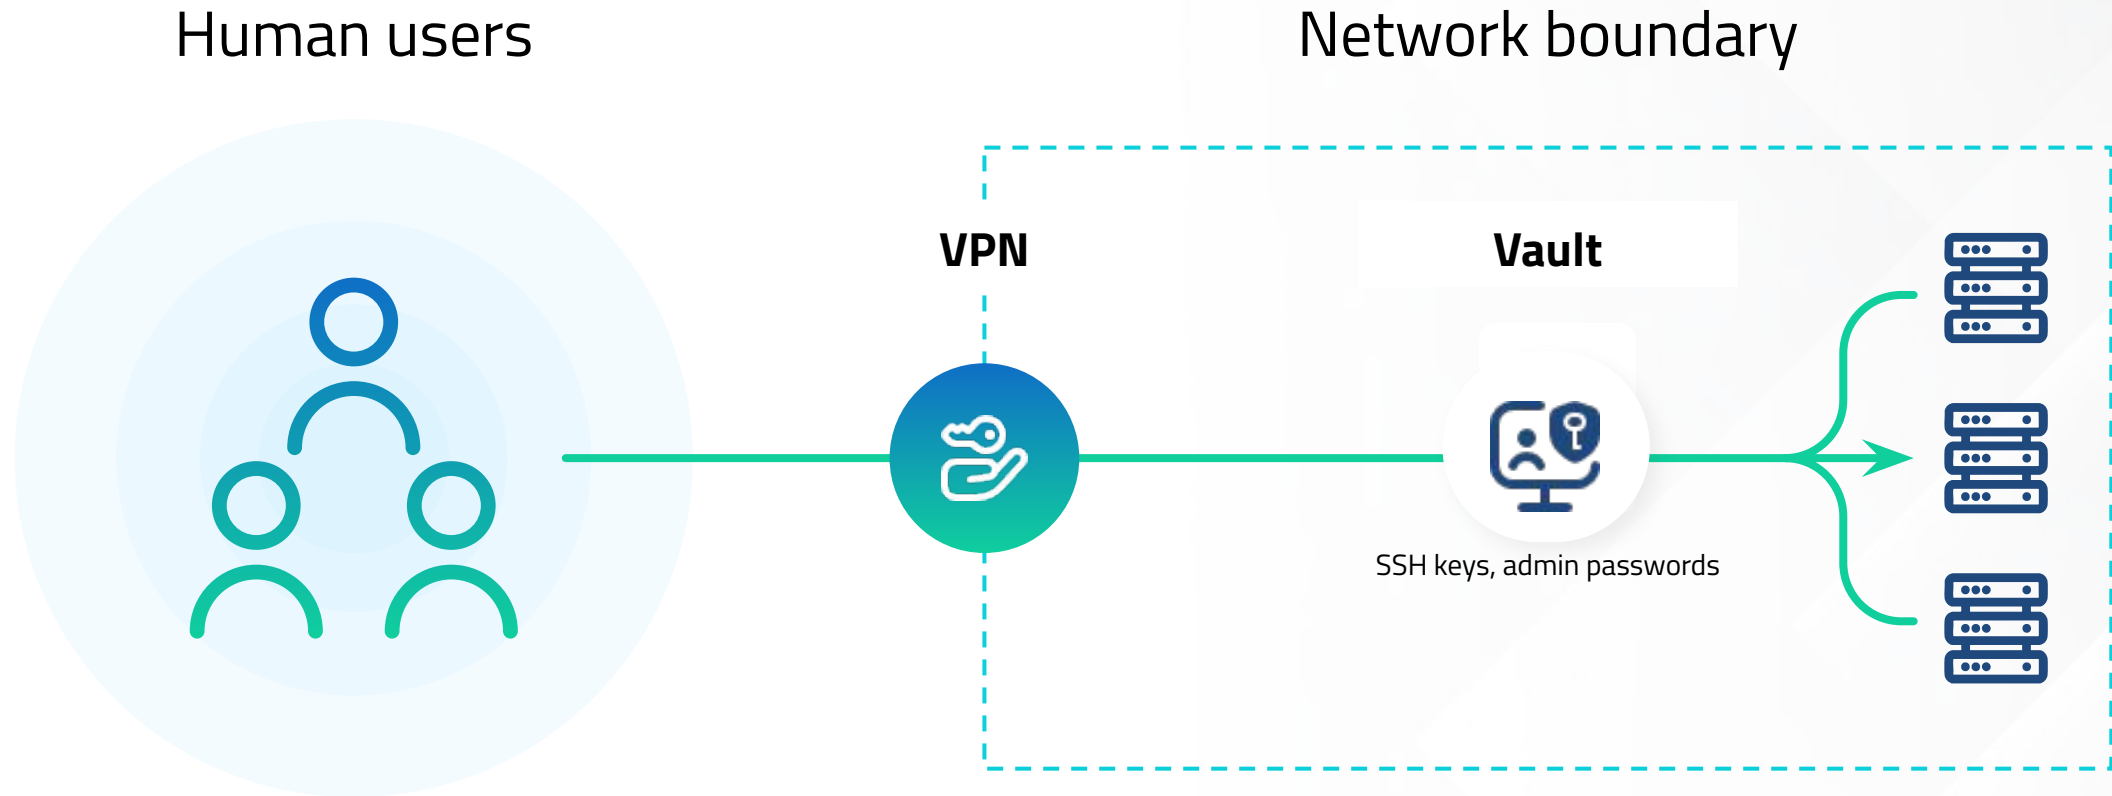 Human users
Network boundary
VPN
Vault
SSH keys, admin passwords